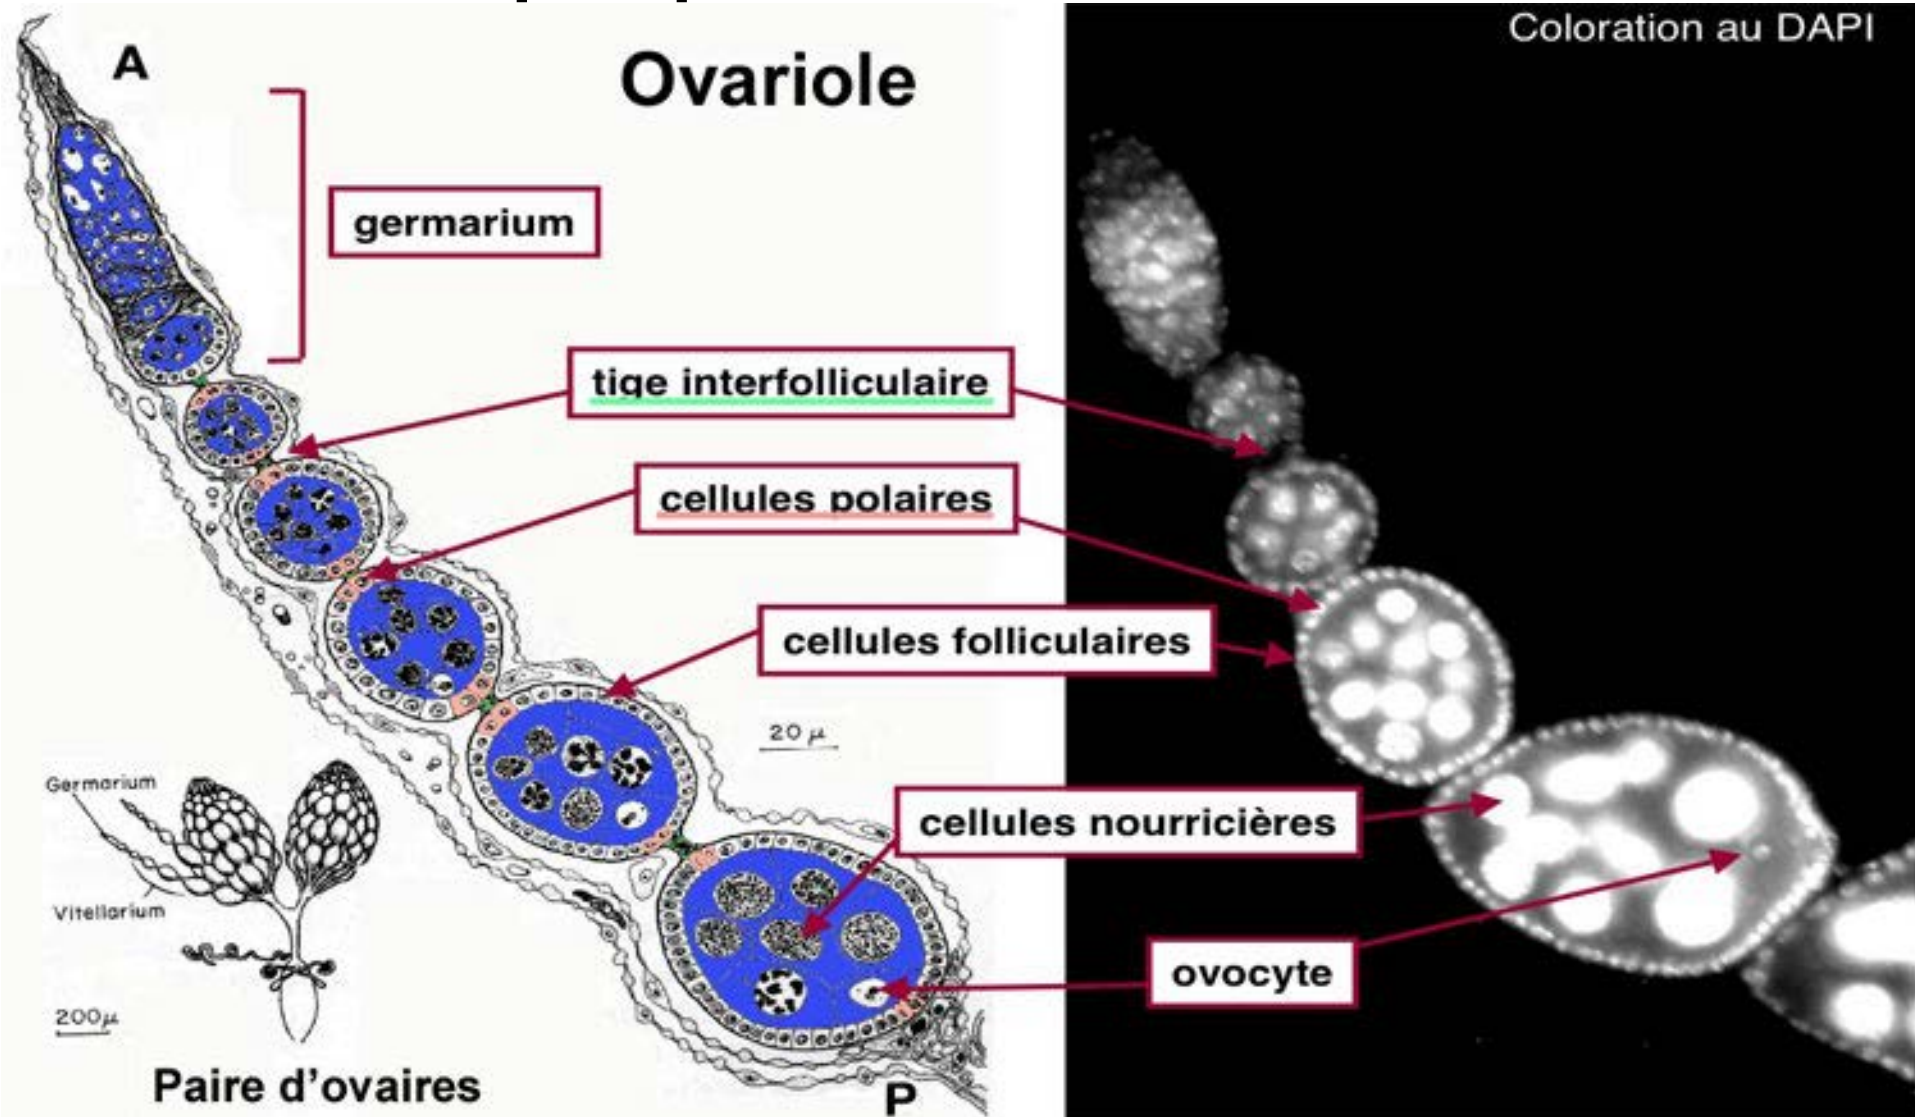 Coloration au DAPI
A
Ovariole
germarium
tige interfolliculaire
cellules polaires
cellules folliculaires
20 µ
Germarium
cellules nourricières
Vitellarium
ovocyte
200µ
Paire d’ovaires
P